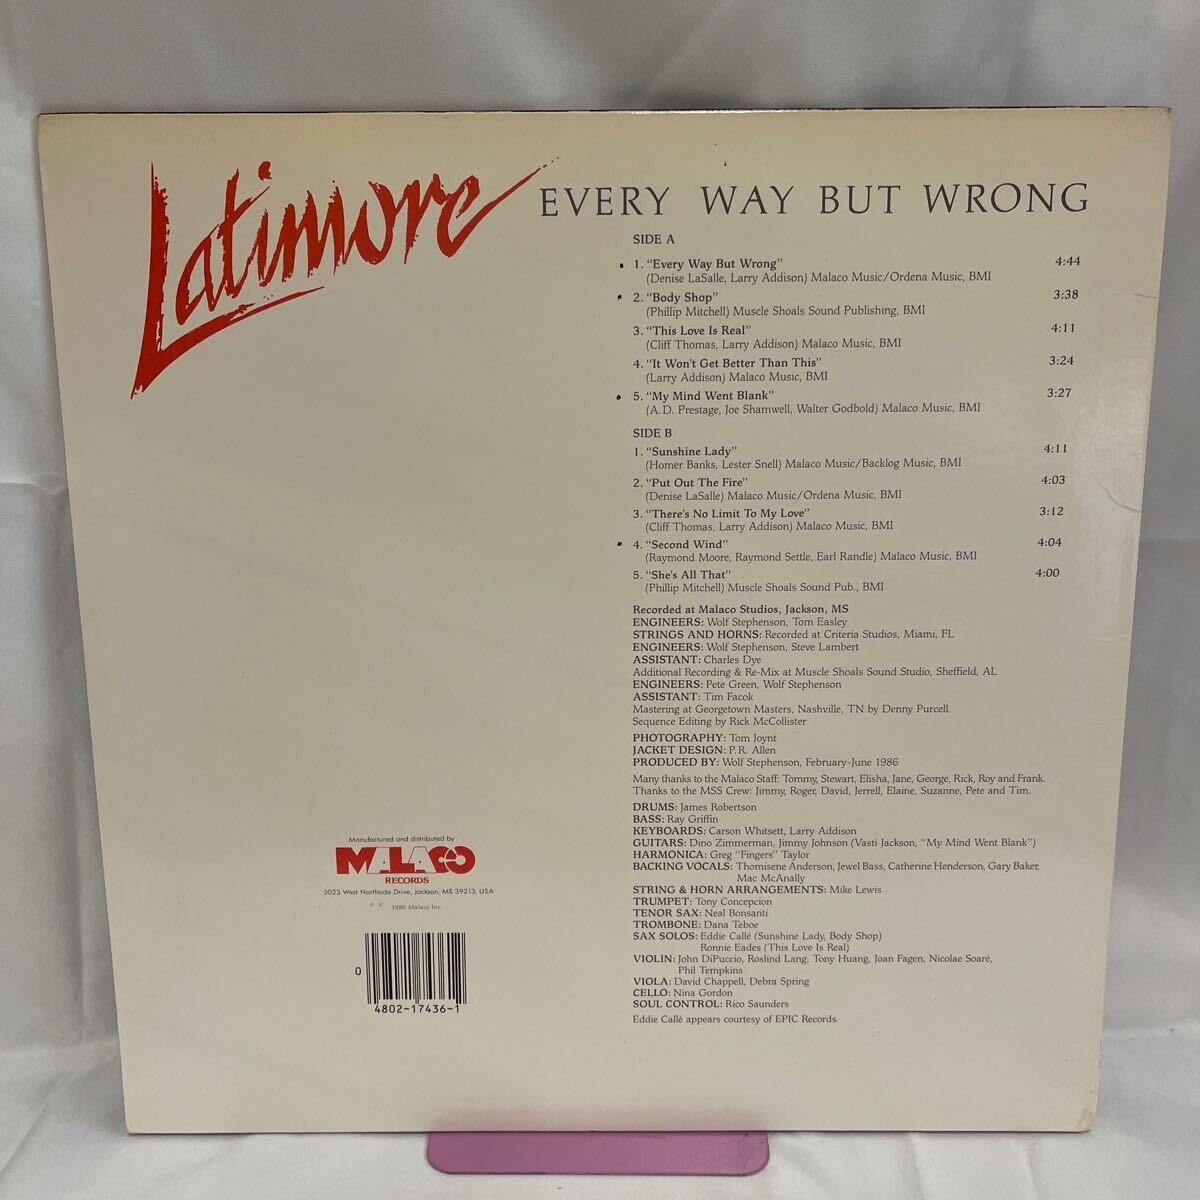 Latimore
EVERY WAY BUT WRONG
SIDE A
1. "Every Way But Wrong" 4:44
(Denise LaSalle, Larry Addison) Malaco Music/Ordena Music, BMI
2. "Body Shop" 3:38
(Phillip Mitchell) Muscle Shoals Sound Publishing, BMI
3. "This Love Is Real" 4:11
(Cliff Thomas, Larry Addison) Malaco Music, BMI
4. "It Won't Get Better Than This" 3:24
(Larry Addison) Malaco Music, BMI
5. "My Mind Went Blank" 3:27
(A.D. Prestage, Joe Shamwell, Walter Godbold) Malaco Music, BMI
SIDE B
1. "Sunshine Lady" 4:11
(Homer Banks, Lester Snell) Malaco Music/Backlog Music, BMI
2. "Put Out The Fire" 4:03
(Denise LaSalle) Malaco Music/Ordena Music, BMI
3. "There's No Limit To My Love" 3:12
(Cliff Thomas, Larry Addison) Malaco Music, BMI
4. "Second Wind" 4:04
(Raymond Moore, Raymond Settle, Earl Randle) Malaco Music, BMI
5. "She's All That" 4:00
(Phillip Mitchell) Muscle Shoals Sound Pub., BMI
Recorded at Malaco Studios, Jackson, MS
ENGINEERS: Wolf Stephenson, Tom Easley
STRINGS AND HORNS: Recorded at Criteria Studios, Miami, FL
ENGINEERS: Wolf Stephenson, Steve Lambert
ASSISTANT: Charles Dye
Additional Recording & Re-Mix at Muscle Shoals Sound Studio, Sheffield, AL
ENGINEERS: Pete Green, Wolf Stephenson
ASSISTANT: Tim Facok
Mastering at Georgetown Masters, Nashville, TN by Denny Purcell.
Sequence Editing by Rick McCollister
PHOTOGRAPHY: Tom Joynt
JACKET DESIGN: P.R. Allen
PRODUCED BY: Wolf Stephenson, February-June 1986
Many thanks to the Malaco Staff: Tommy, Stewart, Elisha, Jane, George, Rick, Roy and Frank.
Thanks to the MSS Crew: Jimmy, Roger, David, Jerrell, Elaine, Suzanne, Pete and Tim.
DRUMS: James Robertson
BASS: Ray Griffin
KEYBOARDS: Carson Whitsett, Larry Addison
GUITARS: Dino Zimmerman, Jimmy Johnson (Vasti Jackson, "My Mind Went Blank")
HARMONICA: Greg "Fingers" Taylor
BACKING VOCALS: Thomisene Anderson, Jewel Bass, Catherine Henderson, Gary Baker,
Mac McAnally
STRING & HORN ARRANGEMENTS: Mike Lewis
TRUMPET: Tony Concepcion
TENOR SAX: Neal Bonsanti
TROMBONE: Dana Teboe
SAX SOLOS: Eddie Callé (Sunshine Lady, Body Shop)
Ronnie Eades (This Love Is Real)
VIOLIN: John DiPuccio, Roslind Lang, Tony Huang, Joan Fagen, Nicolae Soaré,
Phil Tempkins
VIOLA: David Chappell, Debra Spring
CELLO: Nina Gordon
SOUL CONTROL: Rico Saunders
Eddie Callé appears courtesy of EPIC Records.
Manufactured and distributed by
MALACO
RECORDS
3023 West Northside Drive, Jackson, MS 39213, USA
℗ © 1986 Malaco Inc.
0
4802-17436-1